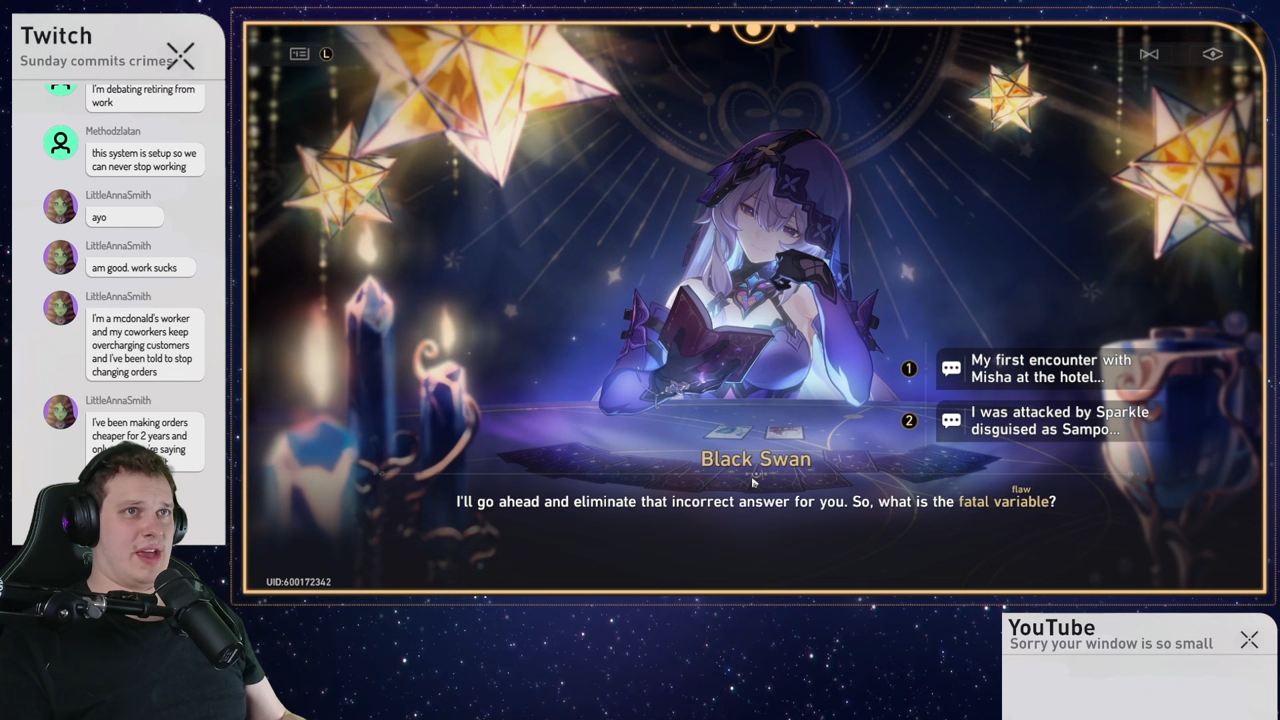 Twitch
Sunday commits crimes
I'm debating retiring from
work
Methodzlatan
this system is setup so we
can never stop working
LittleAnnaSmith
ayo
LittleAnnaSmith
am good. work sucks
LittleAnnaSmith
I'm a mcdonald's worker
and my coworkers keep
overcharging customers
and I've been told to stop
changing orders
LittleAnnaSmith
I've been making orders
cheaper for 2 years and
saying
L
1
My first encounter with
Misha at the hotel...
2
I was attacked by Sparkle
disguised as Sampo...
Black Swan
flaw
I'll go ahead and eliminate that incorrect answer for you. So, what is the fatal variable?
UID:600172342
YouTube
Sorry your window is so small